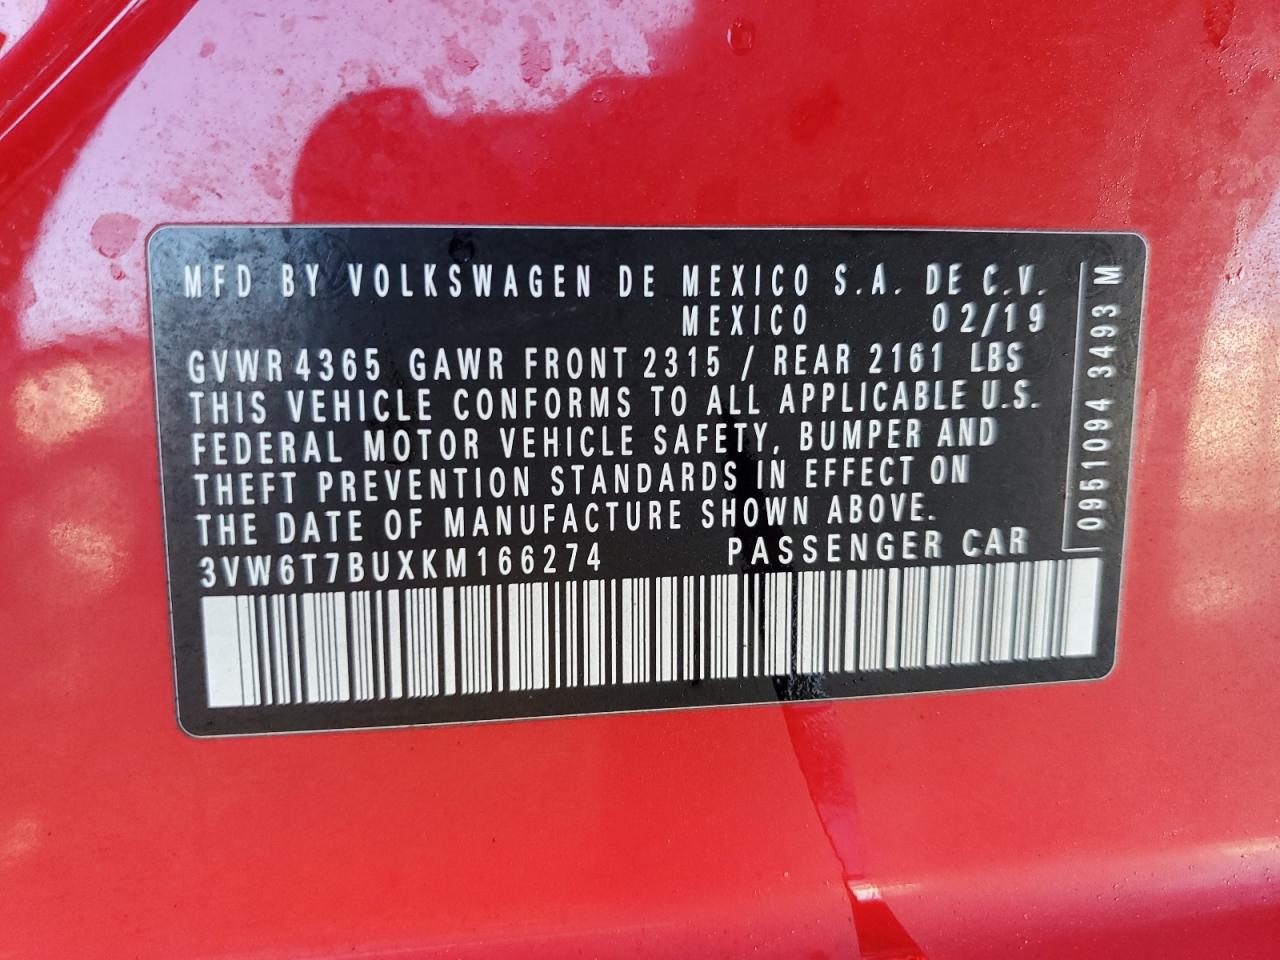 MFD BY VOLKSWAGEN DE MEXICO S.A. DE C.V.
MEXICO 02/19
GVWR 4365 GAWR FRONT 2315 / REAR 2161 LBS
THIS VEHICLE CONFORMS TO ALL APPLICABLE U.S.
FEDERAL MOTOR VEHICLE SAFETY, BUMPER AND
THEFT PREVENTION STANDARDS IN EFFECT ON
THE DATE OF MANUFACTURE SHOWN ABOVE.
3VW6T7BUXKM166274 PASSENGER CAR
0951094 3493 M